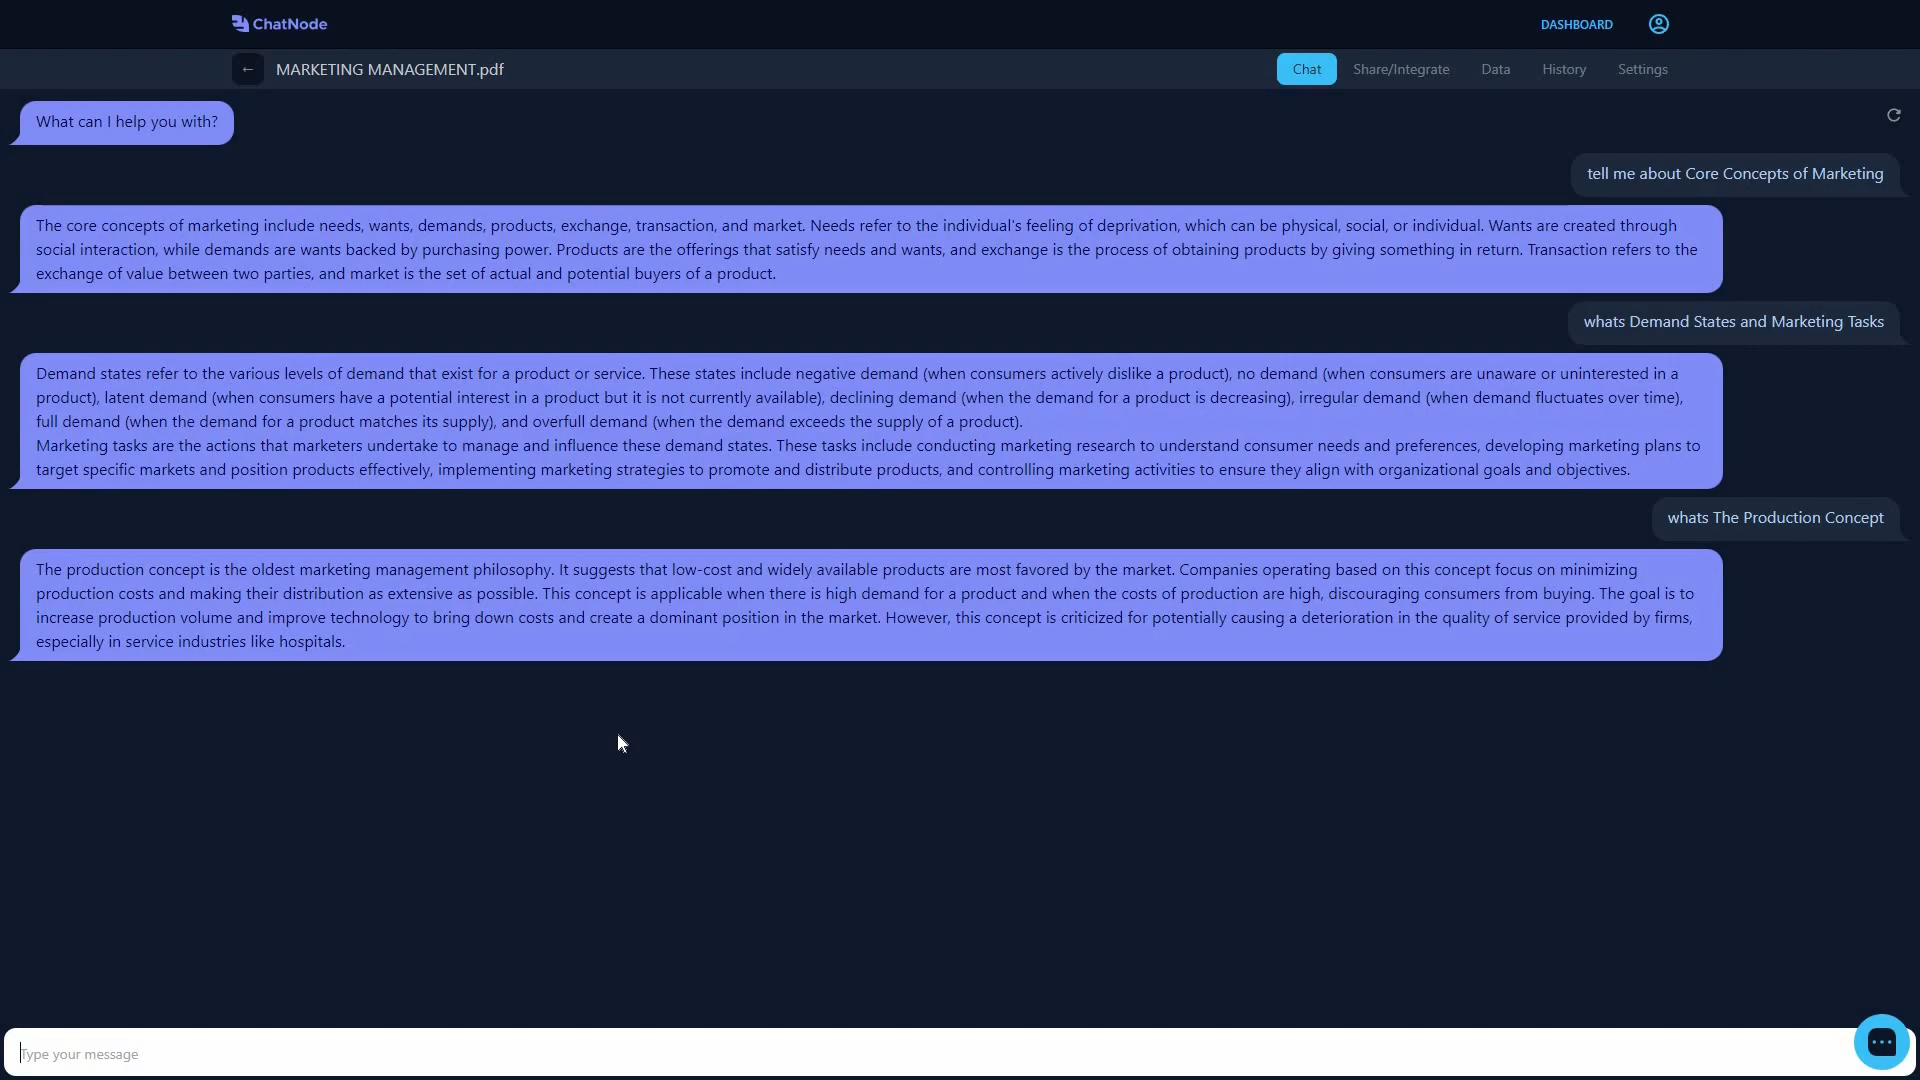 ChatNode
DASHBOARD
← MARKETING MANAGEMENT.pdf
Chat
Share/Integrate
Data
History
Settings
What can I help you with?
tell me about Core Concepts of Marketing
The core concepts of marketing include needs, wants, demands, products, exchange, transaction, and market. Needs refer to the individual's feeling of deprivation, which can be physical, social, or individual. Wants are created through
social interaction, while demands are wants backed by purchasing power. Products are the offerings that satisfy needs and wants, and exchange is the process of obtaining products by giving something in return. Transaction refers to the
exchange of value between two parties, and market is the set of actual and potential buyers of a product.
whats Demand States and Marketing Tasks
Demand states refer to the various levels of demand that exist for a product or service. These states include negative demand (when consumers actively dislike a product), no demand (when consumers are unaware or uninterested in a
product), latent demand (when consumers have a potential interest in a product but it is not currently available), declining demand (when the demand for a product is decreasing), irregular demand (when demand fluctuates over time),
full demand (when the demand for a product matches its supply), and overfull demand (when the demand exceeds the supply of a product).
Marketing tasks are the actions that marketers undertake to manage and influence these demand states. These tasks include conducting marketing research to understand consumer needs and preferences, developing marketing plans to
target specific markets and position products effectively, implementing marketing strategies to promote and distribute products, and controlling marketing activities to ensure they align with organizational goals and objectives.
whats The Production Concept
The production concept is the oldest marketing management philosophy. It suggests that low-cost and widely available products are most favored by the market. Companies operating based on this concept focus on minimizing
production costs and making their distribution as extensive as possible. This concept is applicable when there is high demand for a product and when the costs of production are high, discouraging consumers from buying. The goal is to
increase production volume and improve technology to bring down costs and create a dominant position in the market. However, this concept is criticized for potentially causing a deterioration in the quality of service provided by firms,
especially in service industries like hospitals.
Type your message